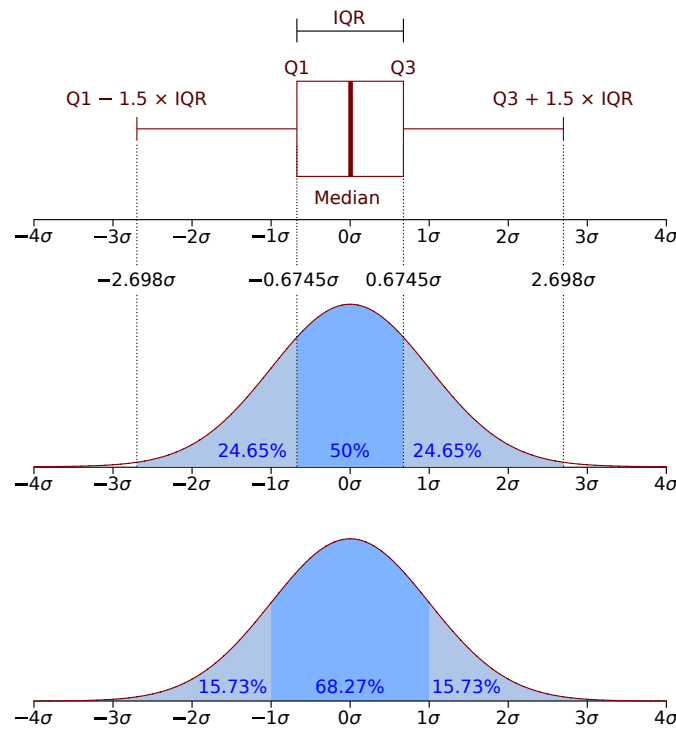 IQR
Q1 Q3
Q1 − 1.5 × IQR Q3 + 1.5 × IQR
Median
−4σ −3σ −2σ −1σ 0σ 1σ 2σ 3σ 4σ
−2.698σ −0.6745σ 0.6745σ 2.698σ
24.65% 50% 24.65%
−4σ −3σ −2σ −1σ 0σ 1σ 2σ 3σ 4σ
15.73% 68.27% 15.73%
−4σ −3σ −2σ −1σ 0σ 1σ 2σ 3σ 4σ